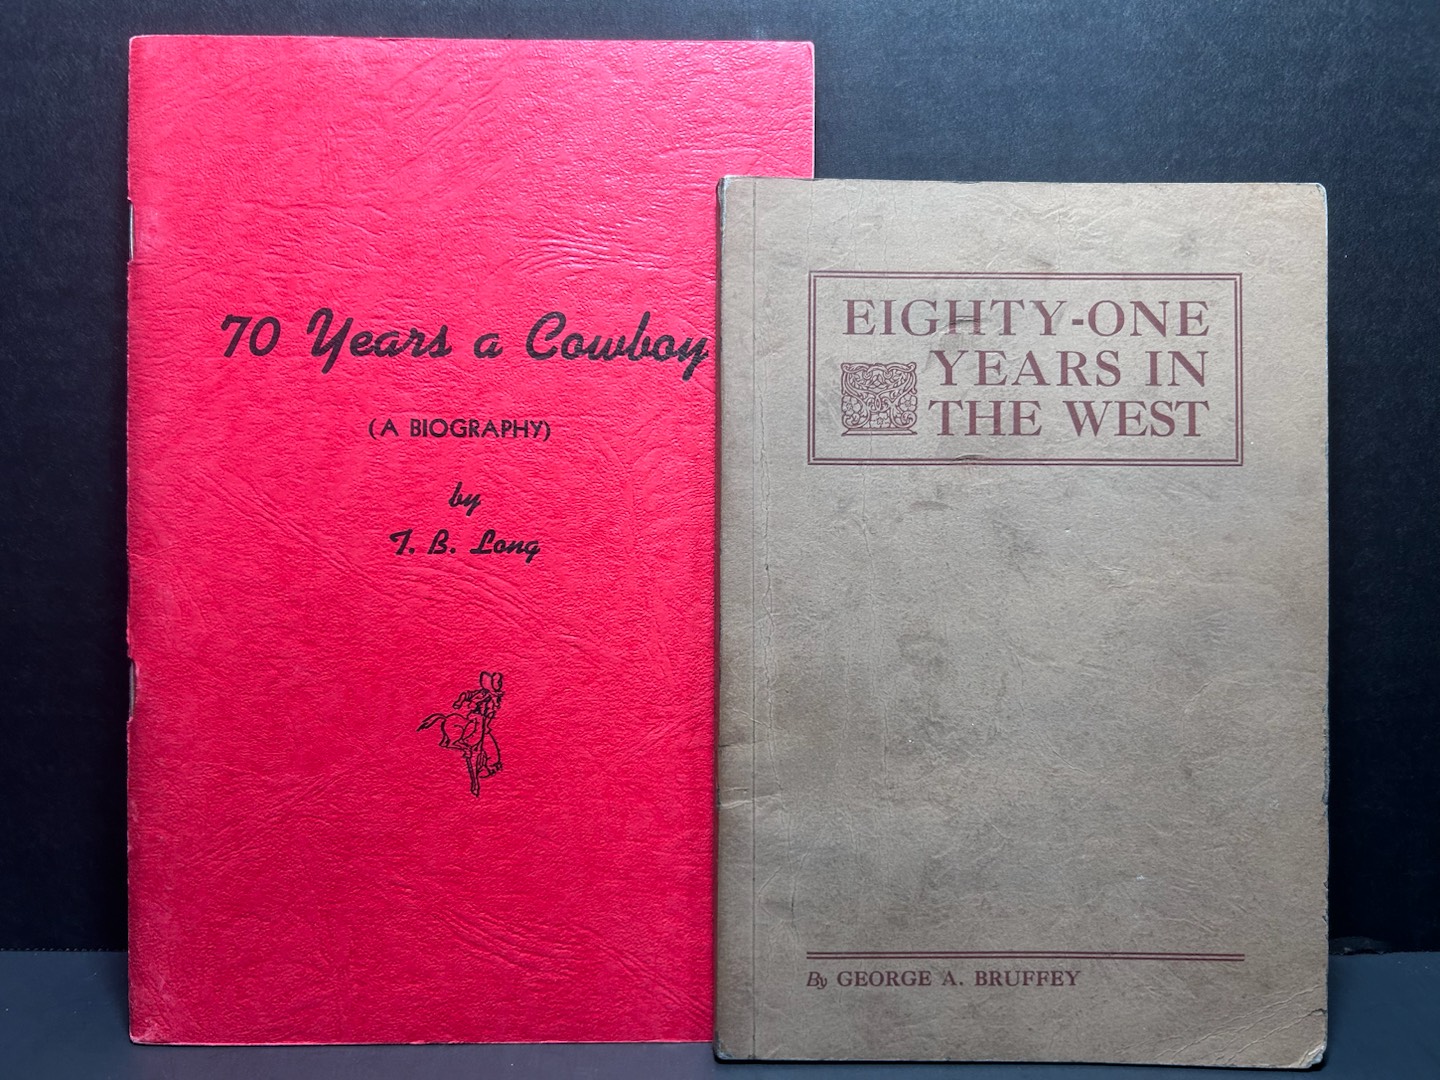 70 Years a Cowboy
(A BIOGRAPHY)
by
T. B. Long
EIGHTY-ONE
YEARS IN
THE WEST
By GEORGE A. BRUFFEY